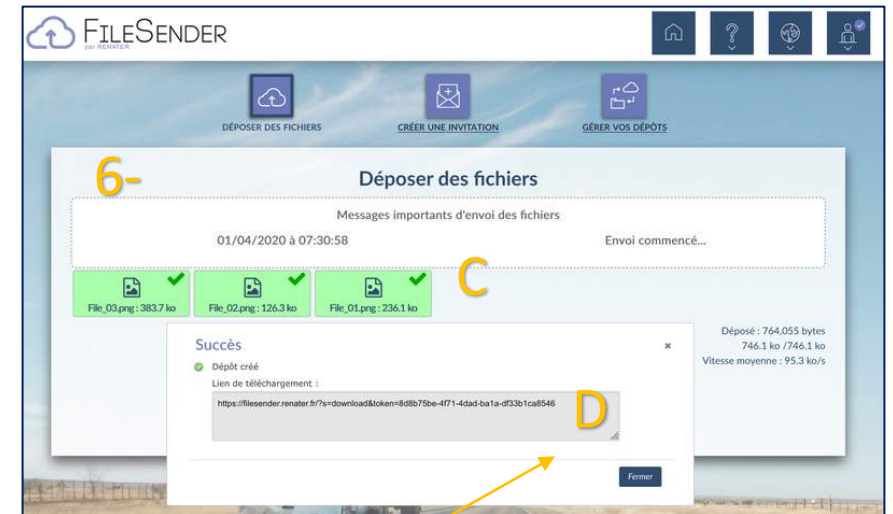 FILESENDER
par RENATER
DÉPOSER DES FICHIERS
CRÉER UNE INVITATION
GÉRER VOS DÉPÔTS
6-
Déposer des fichiers
Messages importants d'envoi des fichiers
01/04/2020 à 07:30:58
Envoi commencé...
C
File_03.png : 383.7 ko
File_02.png : 126.3 ko
File_01.png : 236.1 ko
Déposé : 764,055 bytes
746.1 ko /746.1 ko
Vitesse moyenne : 95.3 ko/s
Succès
Dépôt créé
Lien de téléchargement :
https://filesender.renater.fr/?s=download&token=8d8b75be-4f71-4dad-ba1a-df33b1ca8546
D
Fermer